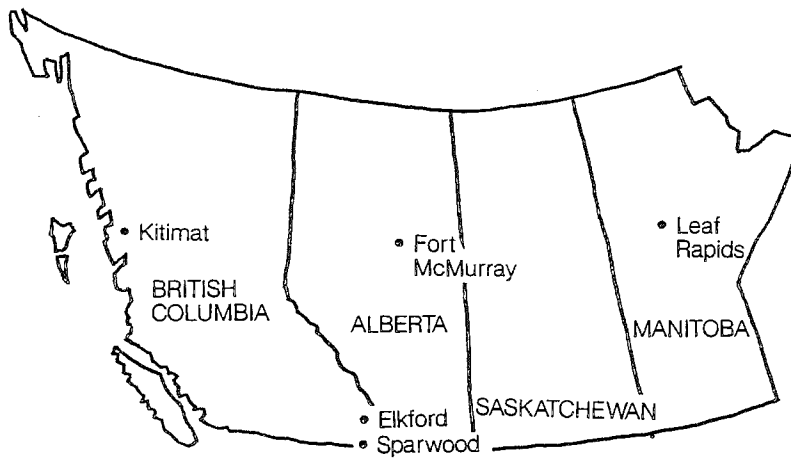 Kitimat
Fort
McMurray
Leaf
Rapids
BRITISH
COLUMBIA
ALBERTA
MANITOBA
SASKATCHEWAN
Elkford
Sparwood